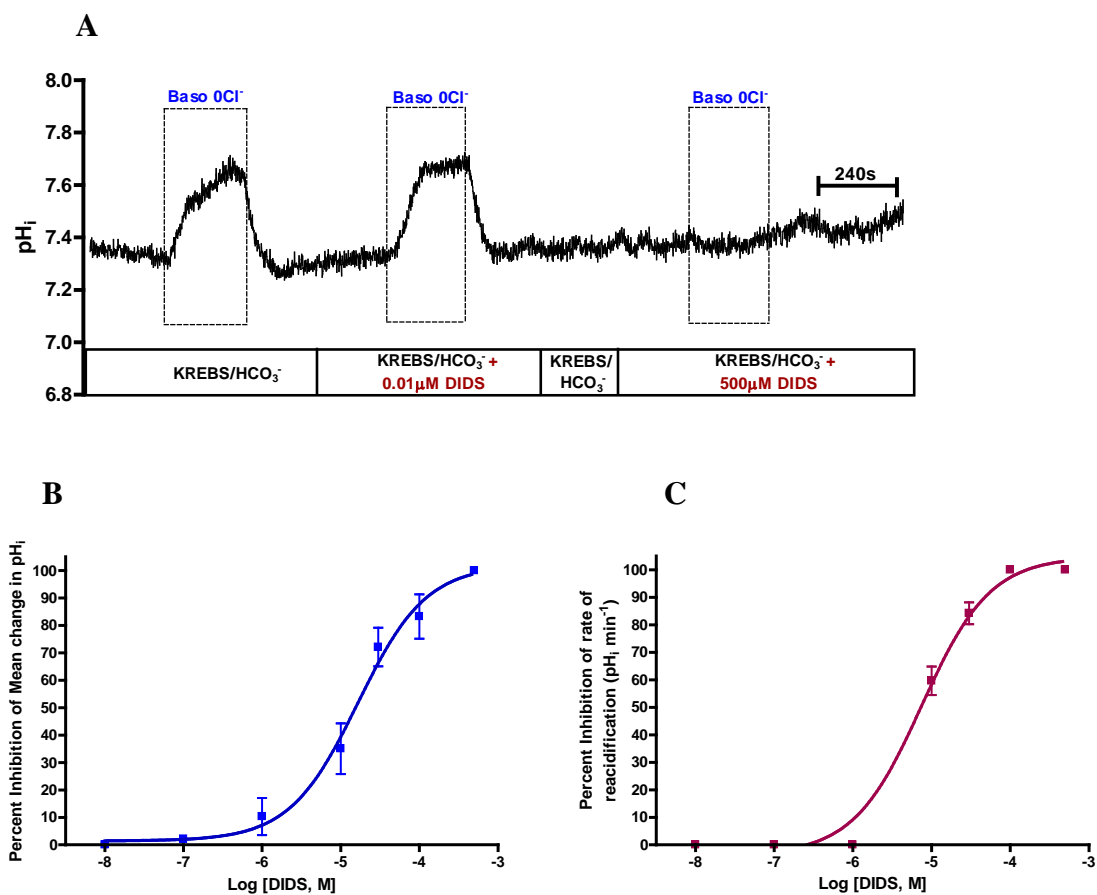 A
8.0
7.8
7.6
7.4
7.2
7.0
6.8
pHi
Baso 0Cl-
Baso 0Cl-
Baso 0Cl-
240s
KREBS/HCO3-
KREBS/HCO3- +
0.01µM DIDS
KREBS/
HCO3-
KREBS/HCO3- +
500µM DIDS
B
Percent Inhibition of Mean change in pHi
100
90
80
70
60
50
40
30
20
10
0
-8 -7 -6 -5 -4 -3
Log [DIDS, M]
C
Percent Inhibition of rate of
reacidification (pHi min-1)
100
90
80
70
60
50
40
30
20
10
0
-8 -7 -6 -5 -4 -3
Log [DIDS, M]